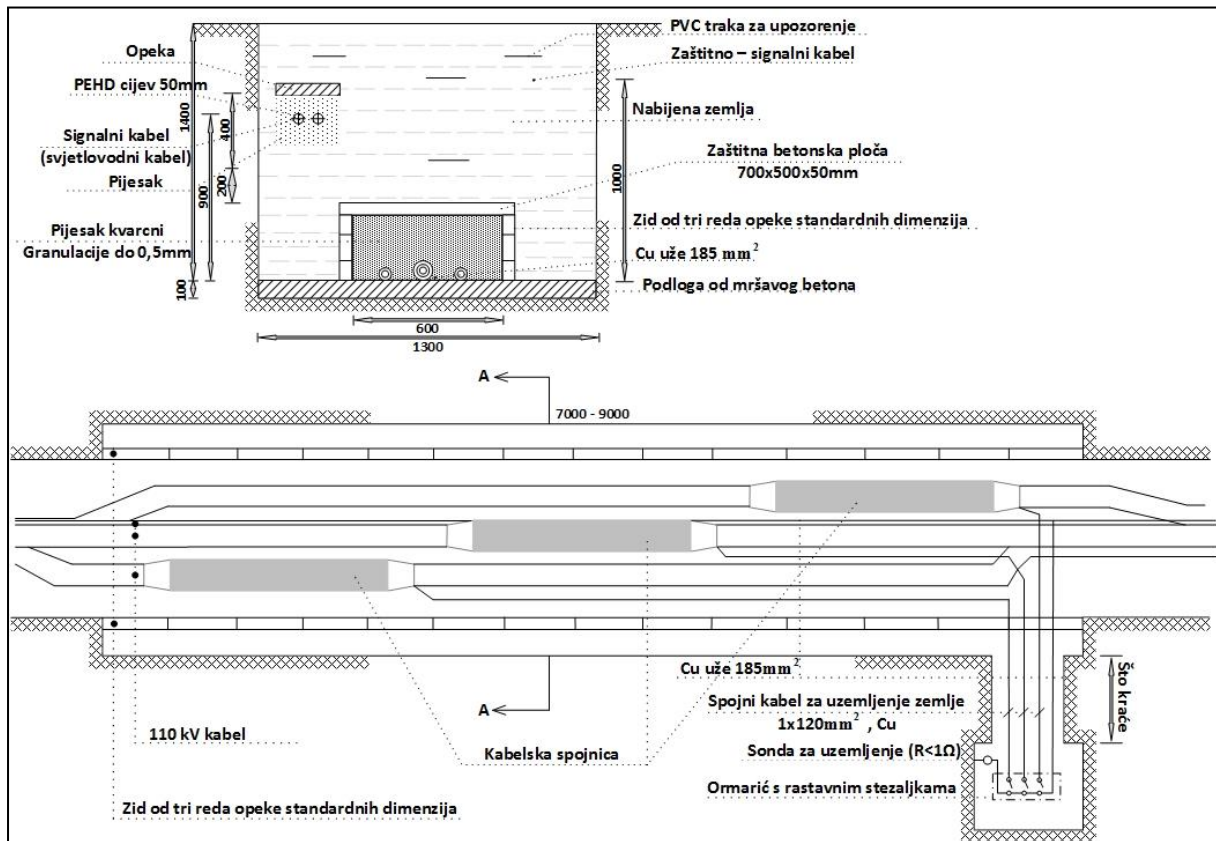 PVC traka za upozorenje
Opeka
Zaštitno – signalni kabel
PEHD cijev 50mm
1400
Nabijena zemlja
400
Signalni kabel
(svjetlovodni kabel)
900
1000
Zaštitna betonska ploča
700x500x50mm
Pijesak
200
Zid od tri reda opeke standardnih dimenzija
Pijesak kvarcni
Granulacije do 0,5mm
Cu uže 185 mm²
100
Podloga od mršavog betona
600
1300
A
7000 - 9000
Cu uže 185mm²
Što kraće
A
Spojni kabel za uzemljenje zemlje
1x120mm² , Cu
110 kV kabel
Kabelska spojnica
Sonda za uzemljenje (R<1Ω)
Ormarić s rastavnim stezaljkama
Zid od tri reda opeke standardnih dimenzija